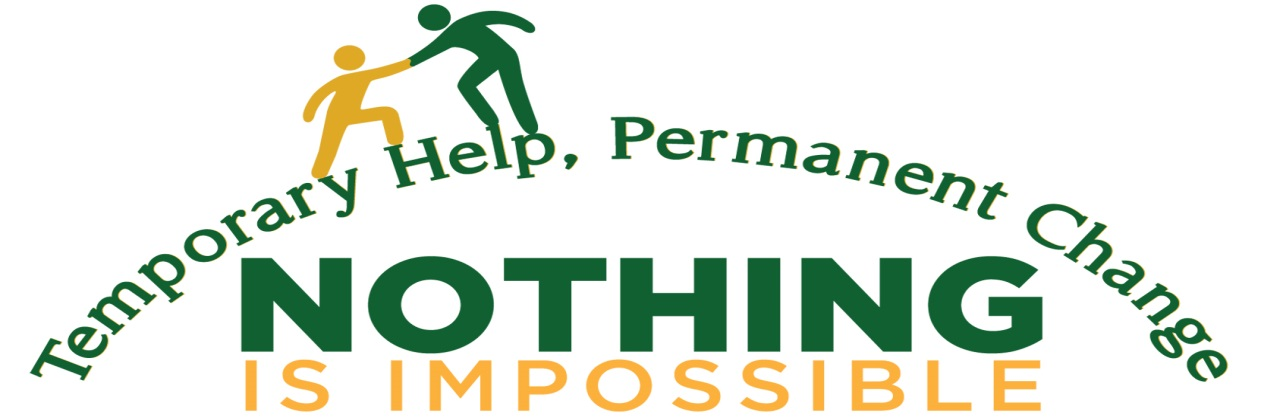 Temporary Help, Permanent Change
NOTHING
IS IMPOSSIBLE